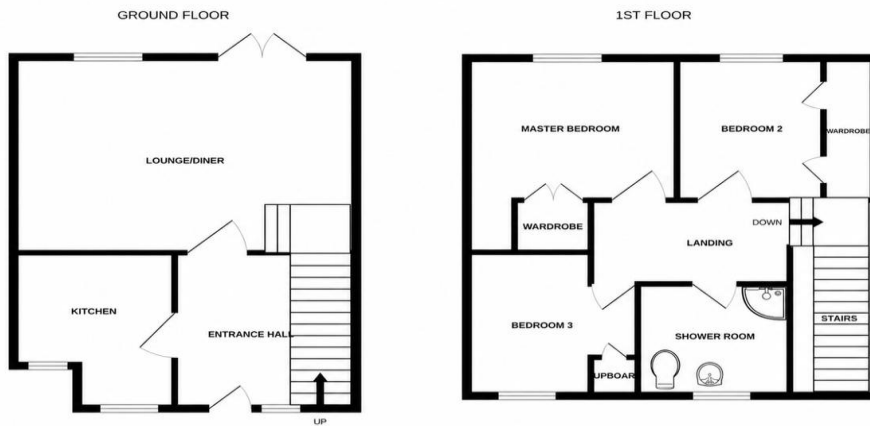 GROUND FLOOR
LOUNGE/DINER
KITCHEN
ENTRANCE HALL
UP
1ST FLOOR
MASTER BEDROOM
BEDROOM 2
WARDROBE
WARDROBE
DOWN
LANDING
BEDROOM 3
SHOWER ROOM
STAIRS
UPBOAR